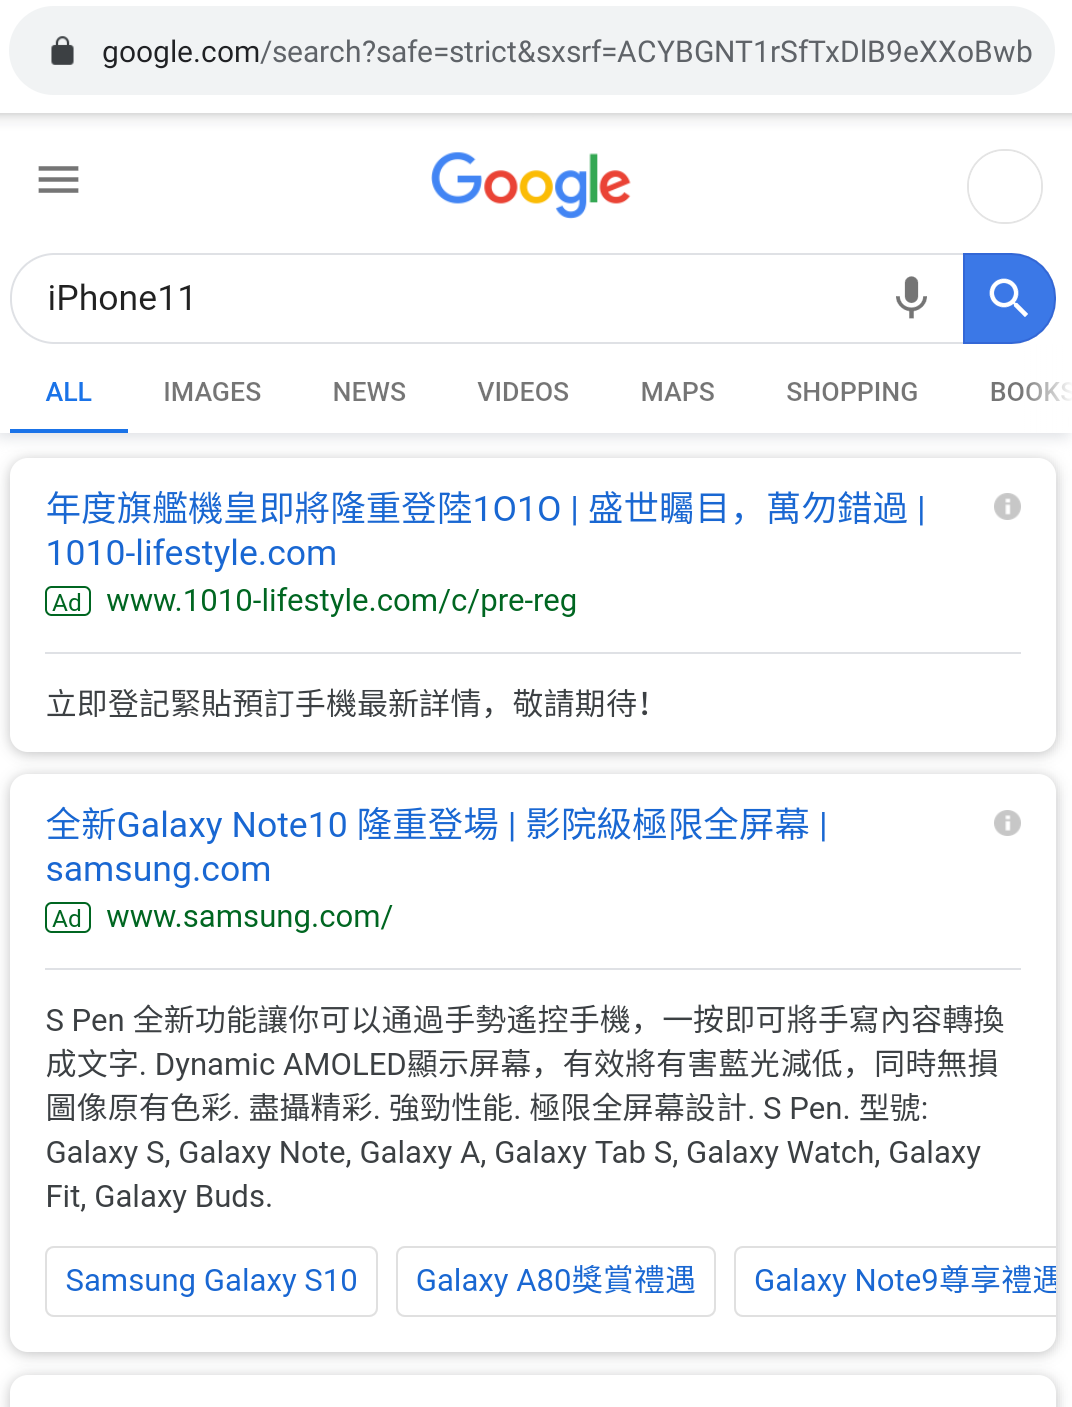 google.com/search?safe=strict&sxsrf=ACYBGNT1rSfTxDlB9eXXoBwb
Google
iPhone11
ALL IMAGES NEWS VIDEOS MAPS SHOPPING BOOKS
年度旗艦機皇即將隆重登陸1O1O | 盛世矚目，萬勿錯過 |
1010-lifestyle.com
Ad www.1010-lifestyle.com/c/pre-reg
立即登記緊貼預訂手機最新詳情，敬請期待!
全新Galaxy Note10 隆重登場 | 影院級極限全屏幕 |
samsung.com
Ad www.samsung.com/
S Pen 全新功能讓你可以通過手勢遙控手機，一按即可將手寫內容轉換
成文字. Dynamic AMOLED顯示屏幕，有效將有害藍光減低，同時無損
圖像原有色彩. 盡攝精彩. 強勁性能. 極限全屏幕設計. S Pen. 型號:
Galaxy S, Galaxy Note, Galaxy A, Galaxy Tab S, Galaxy Watch, Galaxy
Fit, Galaxy Buds.
Samsung Galaxy S10 Galaxy A80獎賞禮遇 Galaxy Note9尊享禮遇